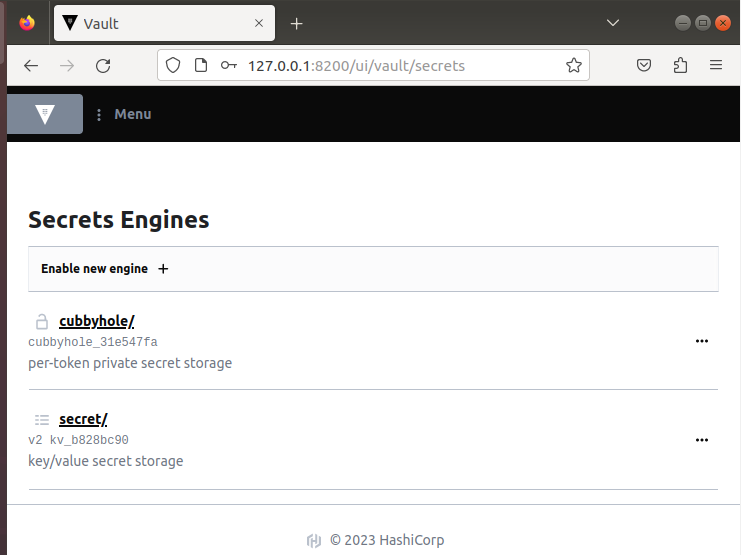 Vault
127.0.0.1:8200/ui/vault/secrets
Menu
Secrets Engines
Enable new engine
cubbyhole/
cubbyhole_31e547fa
per-token private secret storage
secret/
v2 kv_b828bc90
key/value secret storage
© 2023 HashiCorp